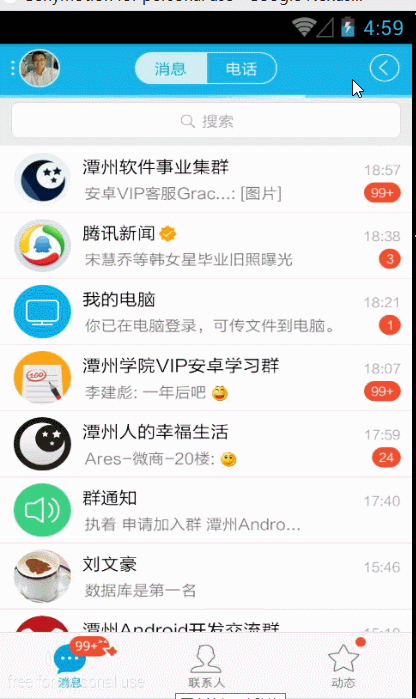 Genymotion for personal use - Google Nexus...
4:59
消息
电话
搜索
潭州软件事业集群
18:57
安卓VIP客服Grac...: [图片]
99+
腾讯新闻
18:38
宋慧乔等韩女星毕业旧照曝光
3
我的电脑
18:21
你已在电脑登录，可传文件到电脑。
1
潭州学院VIP安卓学习群
18:07
李建彪: 一年后吧
99+
潭州人的幸福生活
17:59
Ares-微商-20楼:
24
群通知
17:40
执着 申请加入群 潭州Andro...
刘文豪
15:46
数据库是第一名
潭州Android开发交流群
99+
消息
联系人
动态
free for personal use